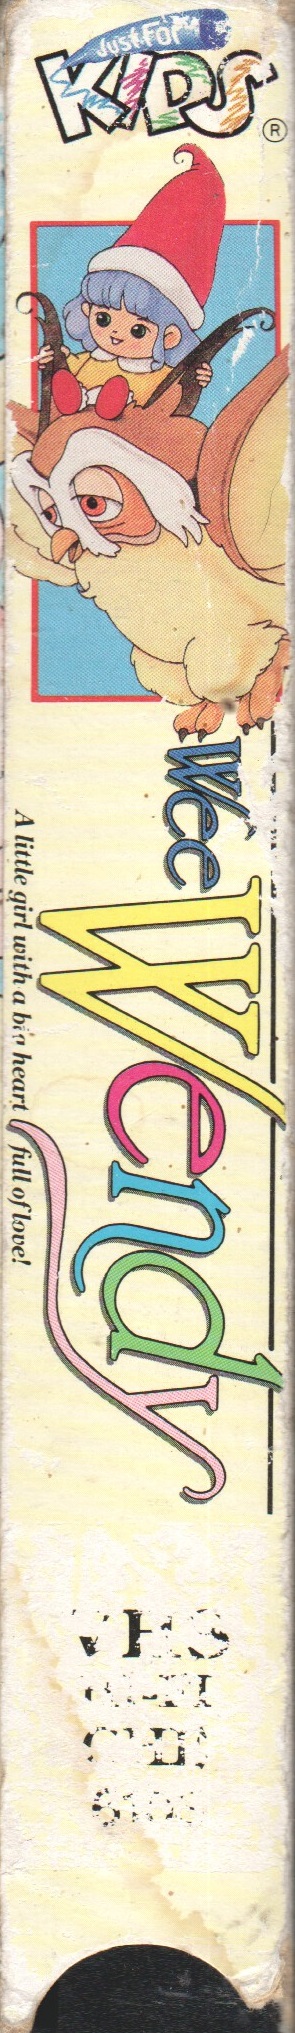 Just For
KIDS®
Wee
Wendy
A little girl with a big heart full of love!
VHS